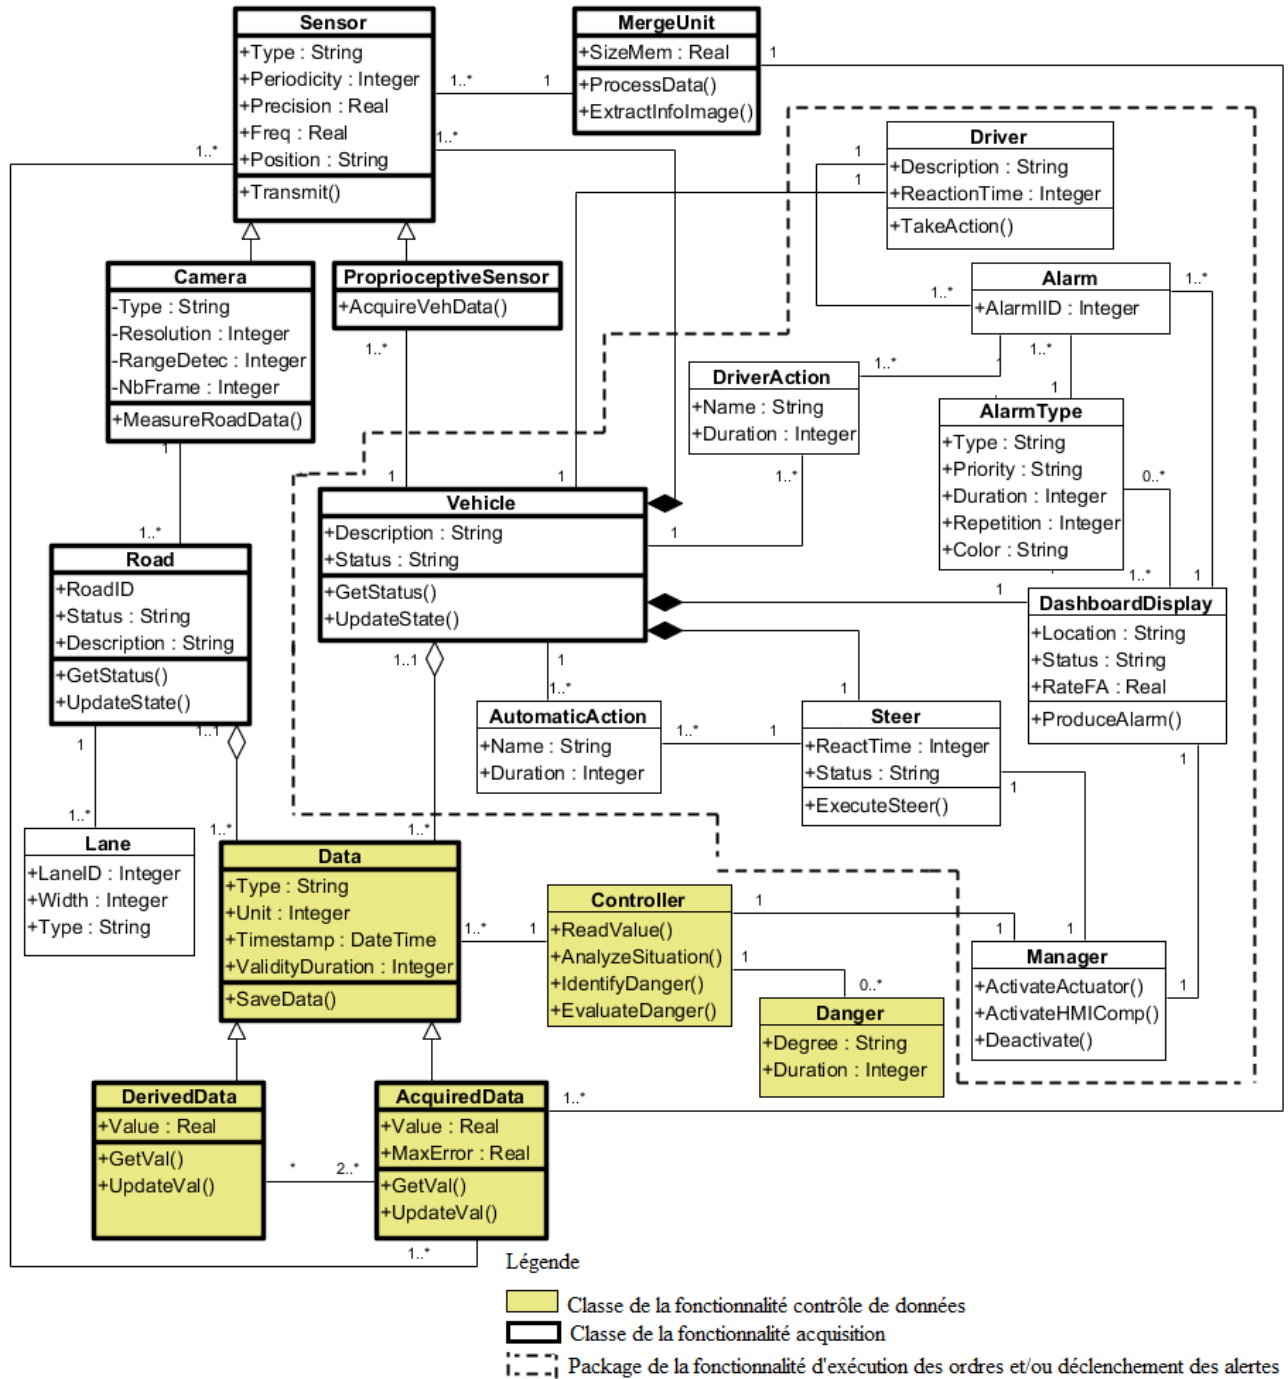 Sensor
+Type : String
+Periodicity : Integer
+Precision : Real
+Freq : Real
+Position : String
+Transmit()
MergeUnit
+SizeMem : Real
+ProcessData()
+ExtractInfoImage()
1..*
1
1
1..*
1..*
Driver
+Description : String
+ReactionTime : Integer
+TakeAction()
1
1
Camera
-Type : String
-Resolution : Integer
-RangeDetec : Integer
-NbFrame : Integer
+MeasureRoadData()
ProprioceptiveSensor
+AcquireVehData()
1..*
Alarm
+AlarmIID : Integer
1..*
1..*
1..*
1
1..*
1
DriverAction
+Name : String
+Duration : Integer
1..*
AlarmType
+Type : String
+Priority : String
+Duration : Integer
+Repetition : Integer
+Color : String
0..*
1..*
1
1
1..*
1
1
Vehicle
+Description : String
+Status : String
+GetStatus()
+UpdateState()
1
1
1..1
1
1..*
Road
+RoadID
+Status : String
+Description : String
+GetStatus()
+UpdateState()
1
1..1
DashboardDisplay
+Location : String
+Status : String
+RateFA : Real
+ProduceAlarm()
1
AutomaticAction
+Name : String
+Duration : Integer
1..*
1
1
Steer
+ReactTime : Integer
+Status : String
+ExecuteSteer()
1
1..*
1..*
1..*
Lane
+LaneID : Integer
+Width : Integer
+Type : String
Data
+Type : String
+Unit : Integer
+Timestamp : DateTime
+ValidityDuration : Integer
+SaveData()
1..*
1
Controller
+ReadValue()
+AnalyzeSituation()
+IdentifyDanger()
+EvaluateDanger()
1
1
1
1
0..*
Danger
+Degree : String
+Duration : Integer
Manager
+ActivateActuator()
+ActivateHMIComp()
+Deactivate()
1
DerivedData
+Value : Real
+GetVal()
+UpdateVal()
*
2..*
AcquiredData
+Value : Real
+MaxError : Real
+GetVal()
+UpdateVal()
1..*
1..*
Légende
Classe de la fonctionnalité contrôle de données
Classe de la fonctionnalité acquisition
Package de la fonctionnalité d'exécution des ordres et/ou déclenchement des alertes